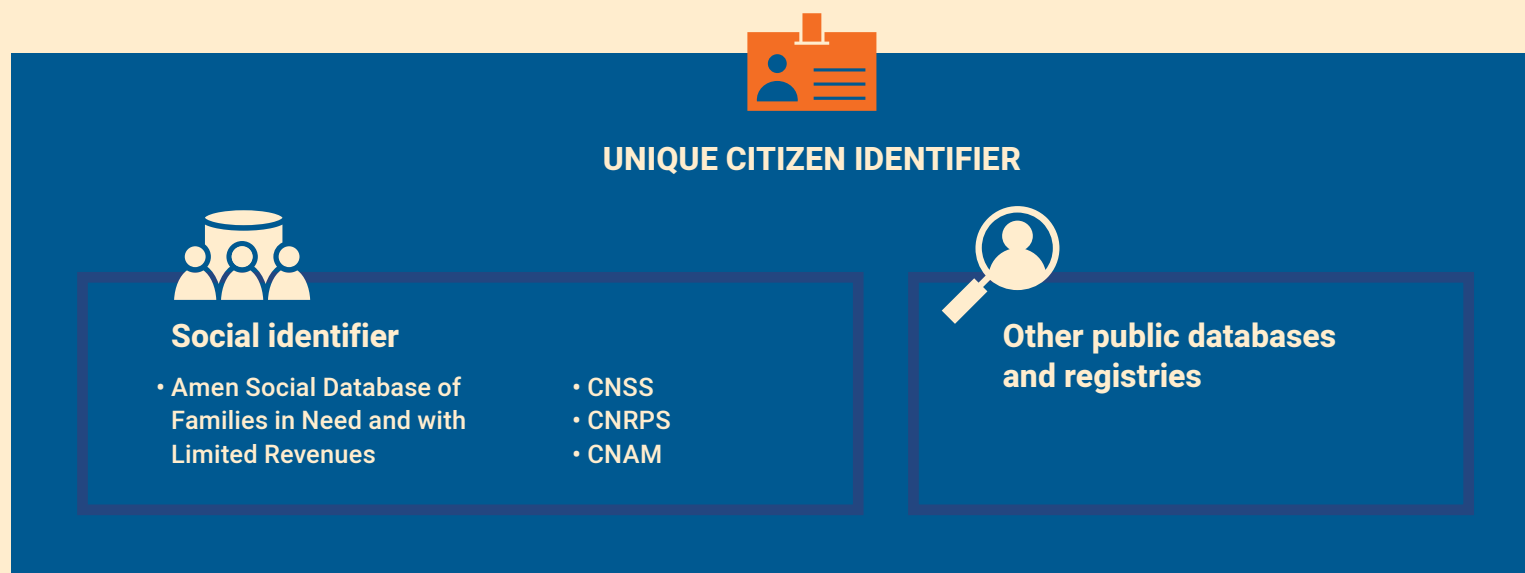 UNIQUE CITIZEN IDENTIFIER
Social identifier
• Amen Social Database of
Families in Need and with
Limited Revenues
• CNSS
• CNRPS
• CNAM
Other public databases
and registries